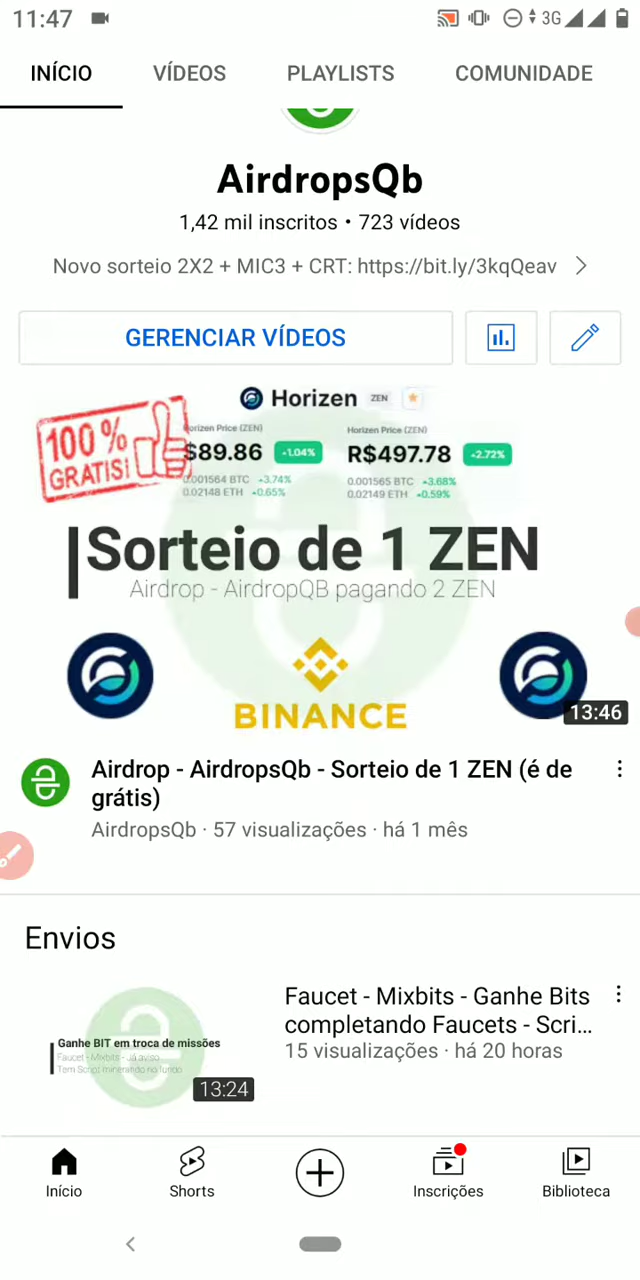 11:47
3G
INÍCIO
VÍDEOS
PLAYLISTS
COMUNIDADE
AirdropsQb
1,42 mil inscritos • 723 vídeos
Novo sorteio 2X2 + MIC3 + CRT: https://bit.ly/3kqQeav
GERENCIAR VÍDEOS
Horizen ZEN
100%
GRATIS!
orizen Price (ZEN)
$89.86
-1.04%
0.001564 BTC -3.74%
0.02148 ETH -0.65%
Horizen Price (ZEN)
R$497.78
-2.72%
0.001565 BTC -3.68%
0.02149 ETH -0.59%
Sorteio de 1 ZEN
Airdrop - AirdropQB pagando 2 ZEN
BINANCE
13:46
Airdrop - AirdropsQb - Sorteio de 1 ZEN (é de
grátis)
AirdropsQb · 57 visualizações · há 1 mês
Envios
Ganhe BIT em troca de missões
Faucet - Mixbits - Já aviso
Tem Script minerando no fundo
13:24
Faucet - Mixbits - Ganhe Bits
completando Faucets - Scri...
15 visualizações · há 20 horas
Início
Shorts
Inscrições
Biblioteca